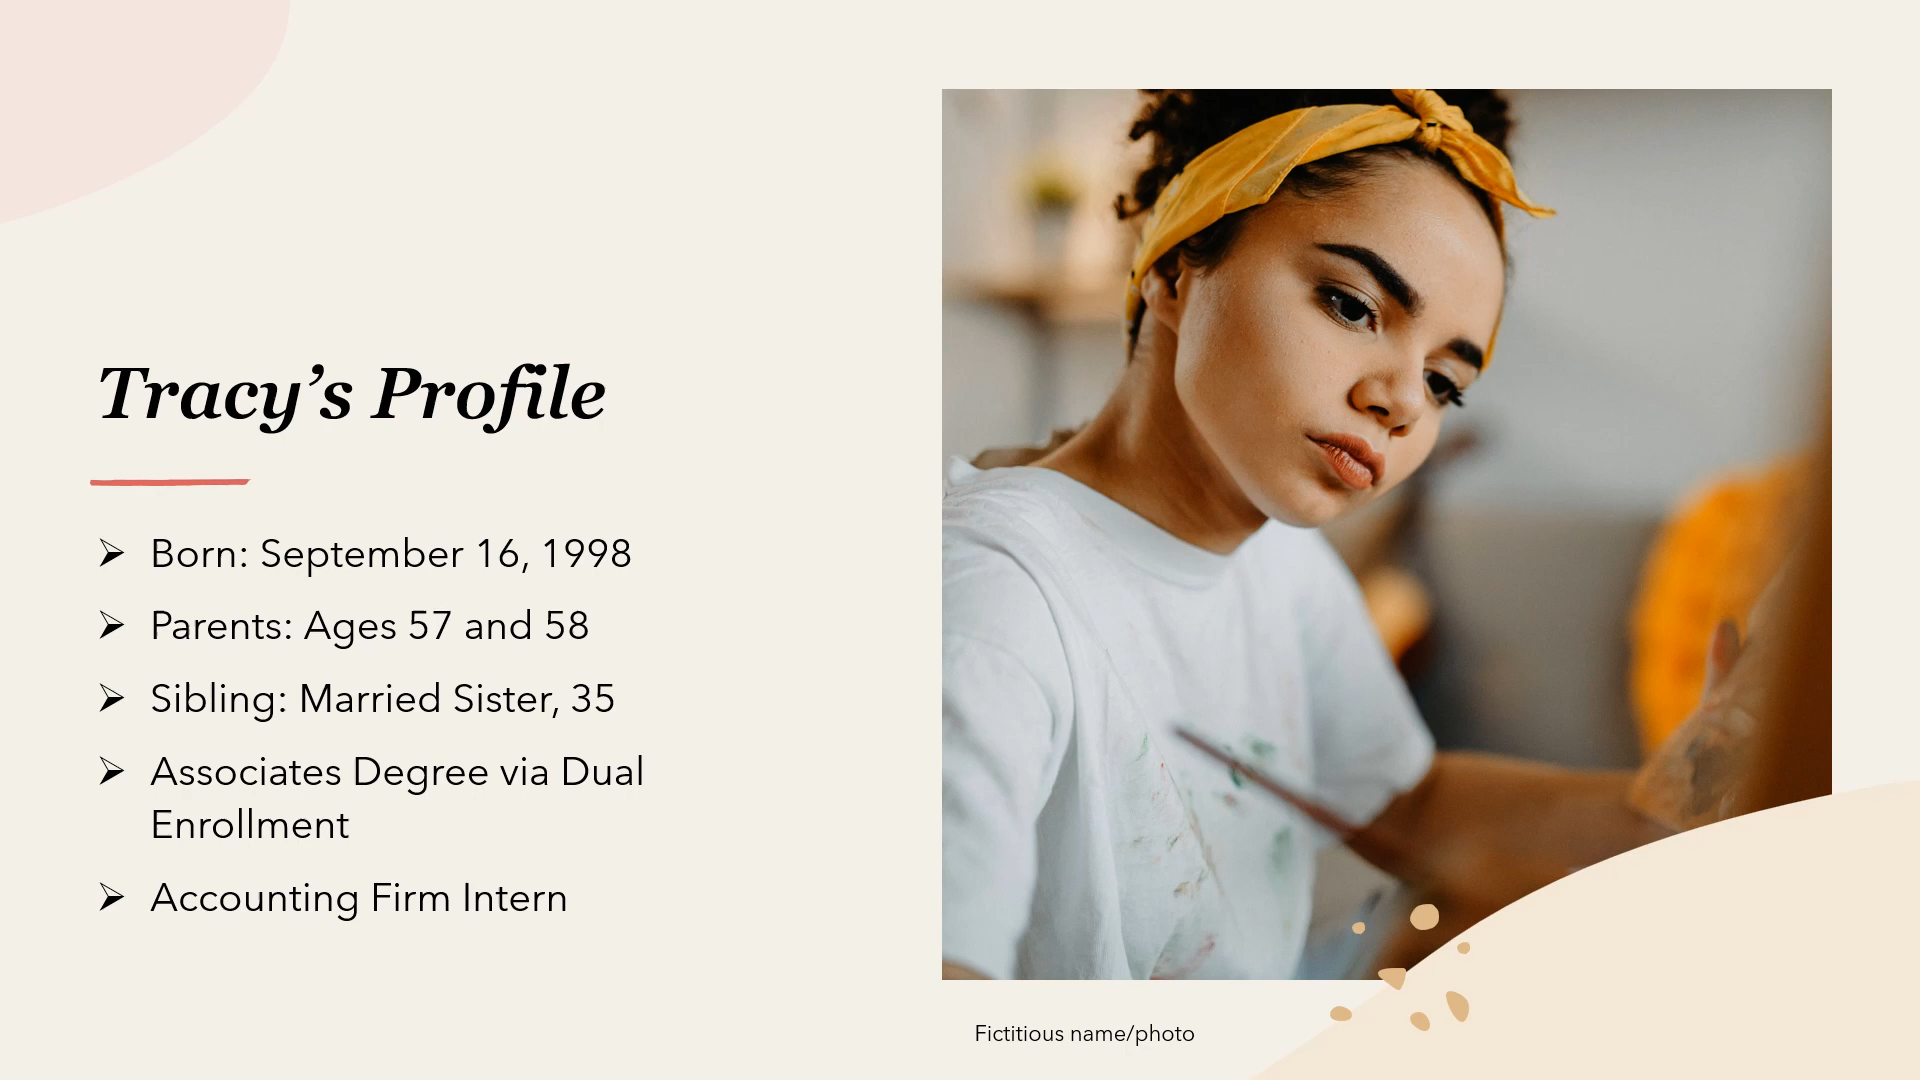 Tracy’s Profile
Born: September 16, 1998
Parents: Ages 57 and 58
Sibling: Married Sister, 35
Associates Degree via Dual
Enrollment
Accounting Firm Intern
Fictitious name/photo